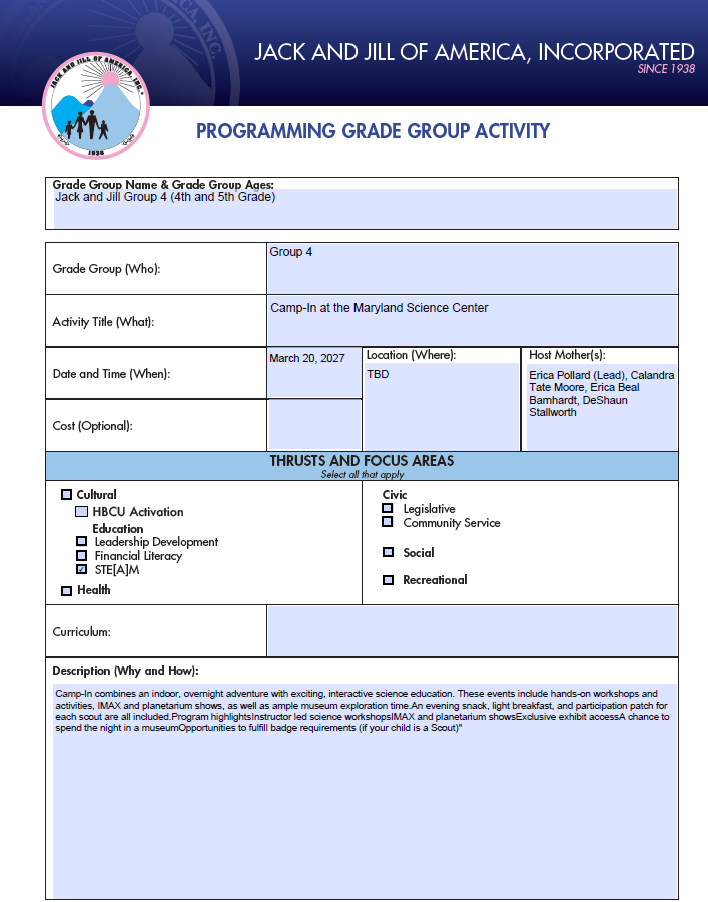 JACK AND JILL OF AMERICA, INCORPORATED
SINCE 1938
JACK AND JILL OF AMERICA, INC.
1938
PROGRAMMING GRADE GROUP ACTIVITY
Grade Group Name & Grade Group Ages:
Jack and Jill Group 4 (4th and 5th Grade)
Grade Group (Who):
Group 4
Activity Title (What):
Camp-In at the Maryland Science Center
Date and Time (When):
March 20, 2027
Location (Where):
TBD
Host Mother(s):
Erica Pollard (Lead), Calandra
Tate Moore, Erica Beal
Barnhardt, DeShaun
Stallworth
Cost (Optional):
THRUSTS AND FOCUS AREAS
Select all that apply
Cultural
HBCU Activation
Education
Leadership Development
Financial Literacy
STE[A]M
Health
Civic
Legislative
Community Service
Social
Recreational
Curriculum:
Description (Why and How):
Camp-In combines an indoor, overnight adventure with exciting, interactive science education. These events include hands-on workshops and
activities, IMAX and planetarium shows, as well as ample museum exploration time.An evening snack, light breakfast, and participation patch for
each scout are all included.Program highlightsInstructor led science workshopsIMAX and planetarium showsExclusive exhibit accessA chance to
spend the night in a museumOpportunities to fulfill badge requirements (if your child is a Scout)"